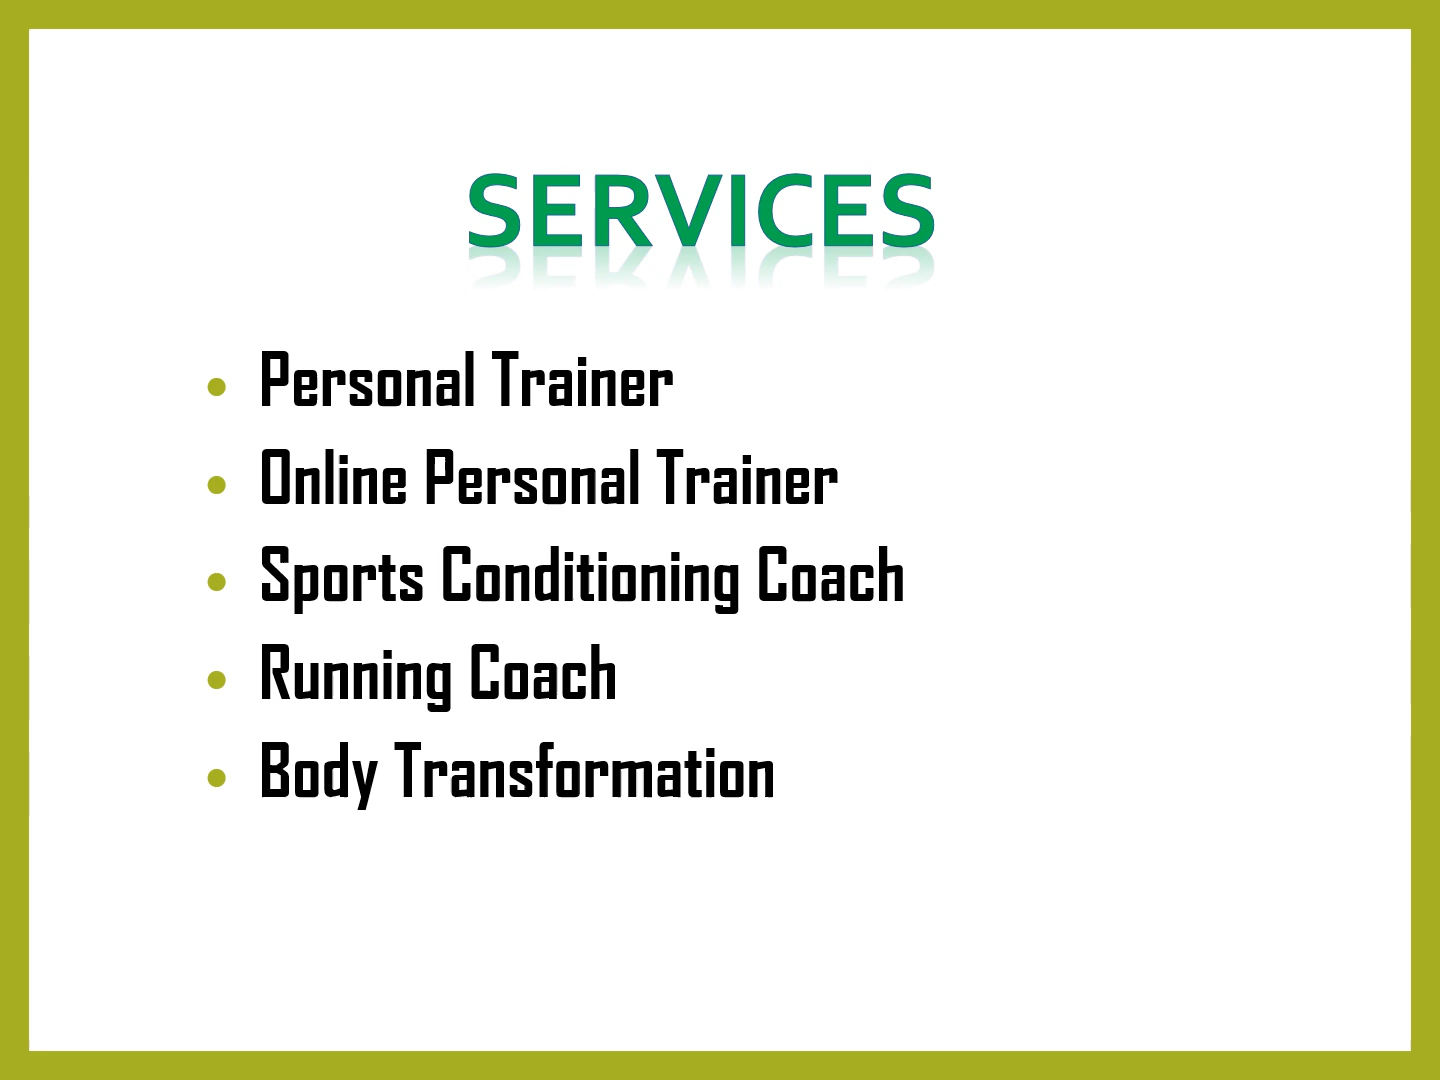 SERVICES
• Personal Trainer
• Online Personal Trainer
• Sports Conditioning Coach
• Running Coach
• Body Transformation